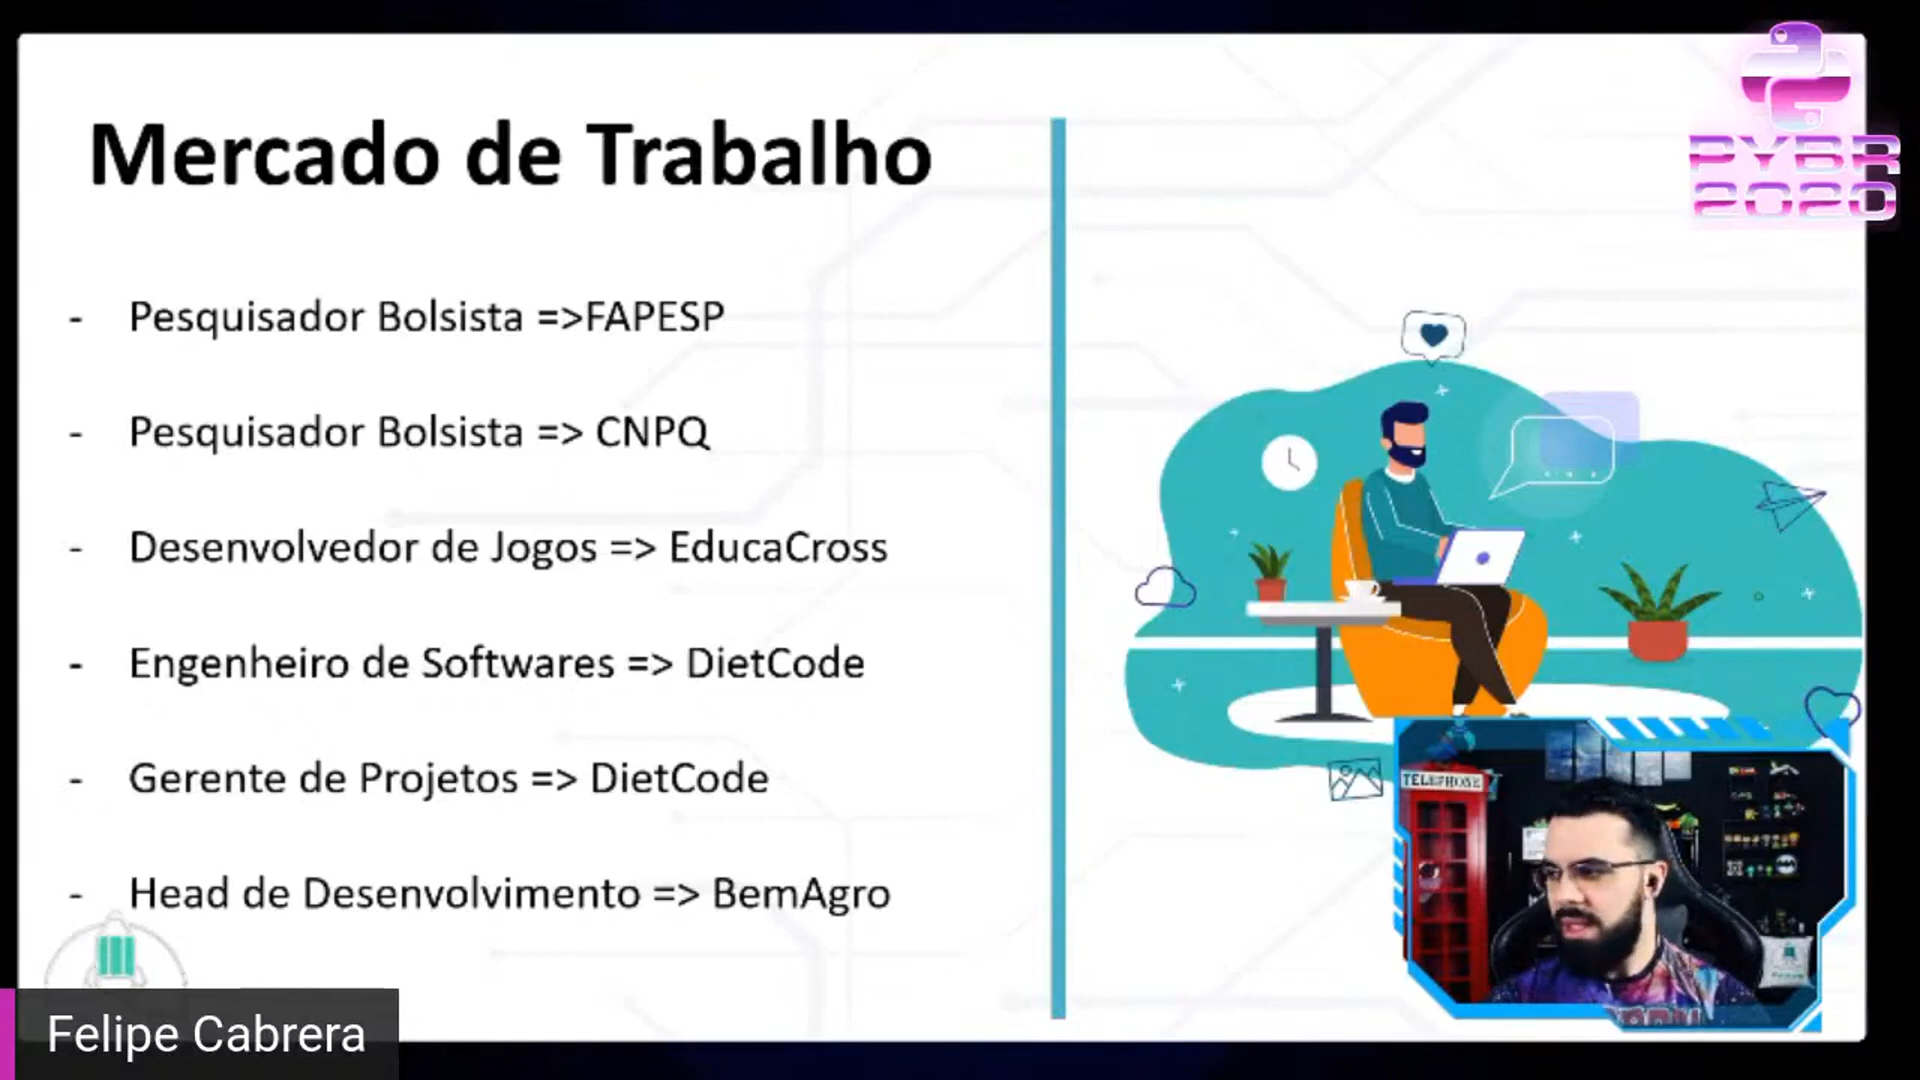 Mercado de Trabalho
PYBR
2020
- Pesquisador Bolsista =>FAPESP
- Pesquisador Bolsista => CNPQ
- Desenvolvedor de Jogos => EducaCross
- Engenheiro de Softwares => DietCode
- Gerente de Projetos => DietCode
- Head de Desenvolvimento => BemAgro
TELEPHONE
Felipe Cabrera